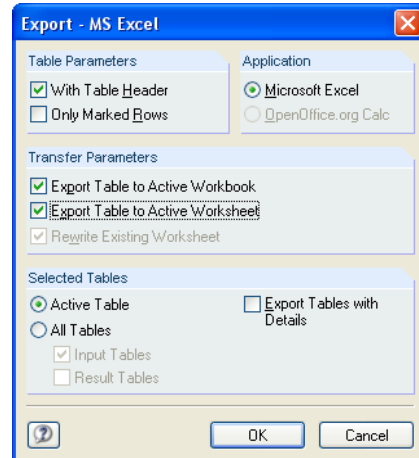 Export - MS Excel
Table Parameters
With Table Header
Only Marked Rows
Application
Microsoft Excel
OpenOffice.org Calc
Transfer Parameters
Export Table to Active Workbook
Export Table to Active Worksheet
Rewrite Existing Worksheet
Selected Tables
Active Table
All Tables
Input Tables
Result Tables
Export Tables with
Details
OK
Cancel